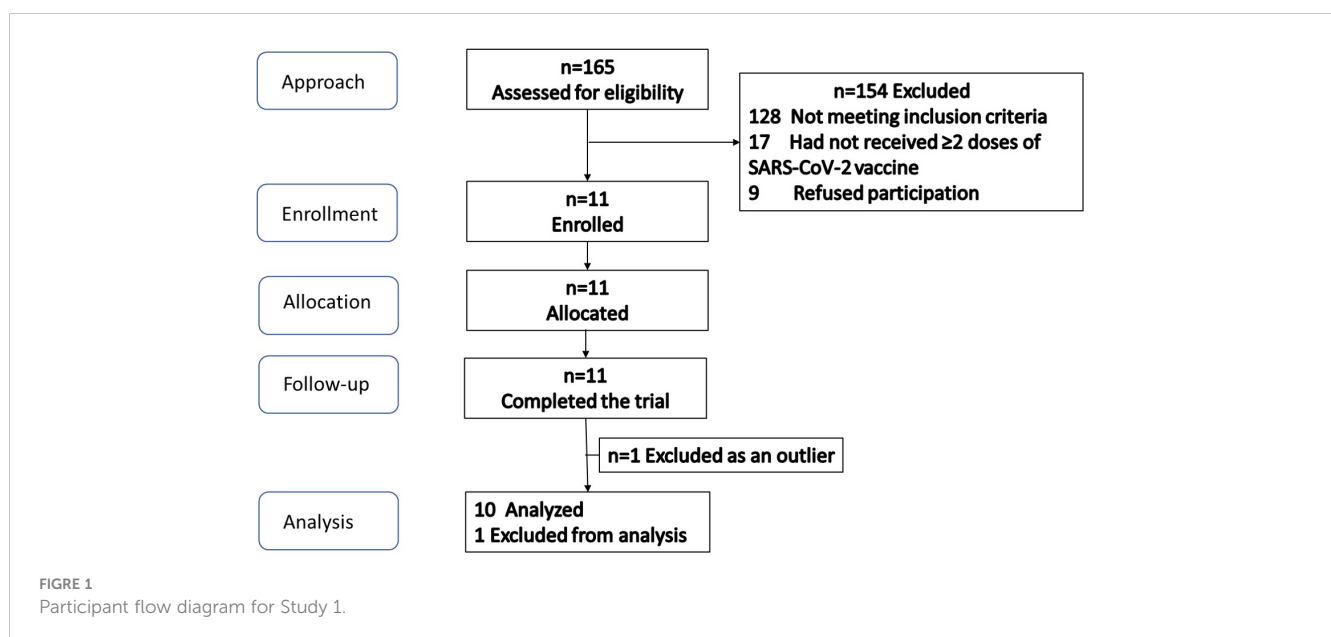 Approach
n=165
Assessed for eligibility
n=154 Excluded
128 Not meeting inclusion criteria
17 Had not received ≥2 doses of
SARS-CoV-2 vaccine
9 Refused participation
Enrollment
n=11
Enrolled
Allocation
n=11
Allocated
Follow-up
n=11
Completed the trial
n=1 Excluded as an outlier
Analysis
10 Analyzed
1 Excluded from analysis
FIGRE 1
Participant flow diagram for Study 1.